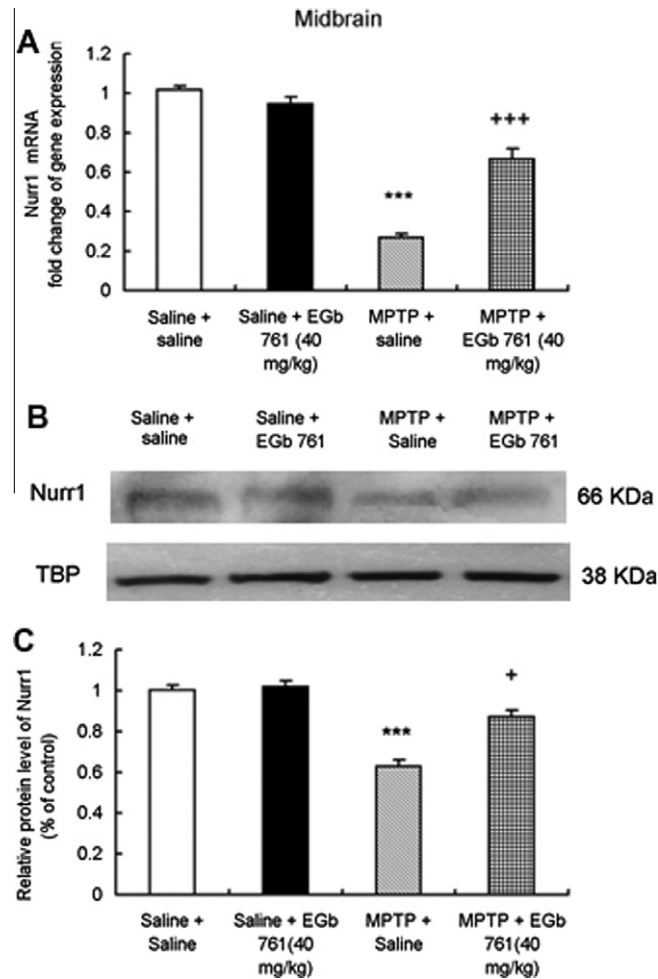 Midbrain
A
Nurr1 mRNA
fold change of gene expression
1.2
1
0.8
0.6
0.4
0.2
0
***
+++
Saline +
saline
Saline + EGb
761 (40
mg/kg)
MPTP +
saline
MPTP +
EGb 761 (40
mg/kg)
B
Saline +
saline
Saline +
EGB 761
MPTP +
Saline
MPTP +
EGb 761
Nurr1
66 KDa
TBP
38 KDa
C
Relative protein level of Nurr1
(% of control)
1.2
1
0.8
0.6
0.4
0.2
0
***
+
Saline +
Saline
Saline + EGb
761(40
mg/kg)
MPTP +
Saline
MPTP + EGb
761(40
mg/kg)